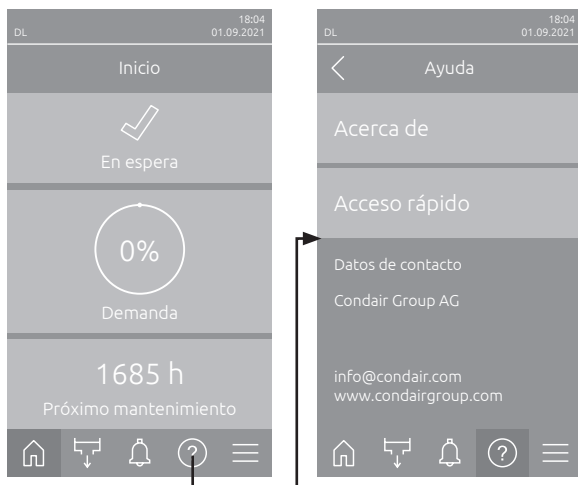 18:04
DL 01.09.2021
Inicio
En espera
0%
Demanda
1685 h
Próximo mantenimiento
?
18:04
DL 01.09.2021
Ayuda
Acerca de
Acceso rápido
Datos de contacto
Condair Group AG
info@condair.com
www.condairgroup.com
?